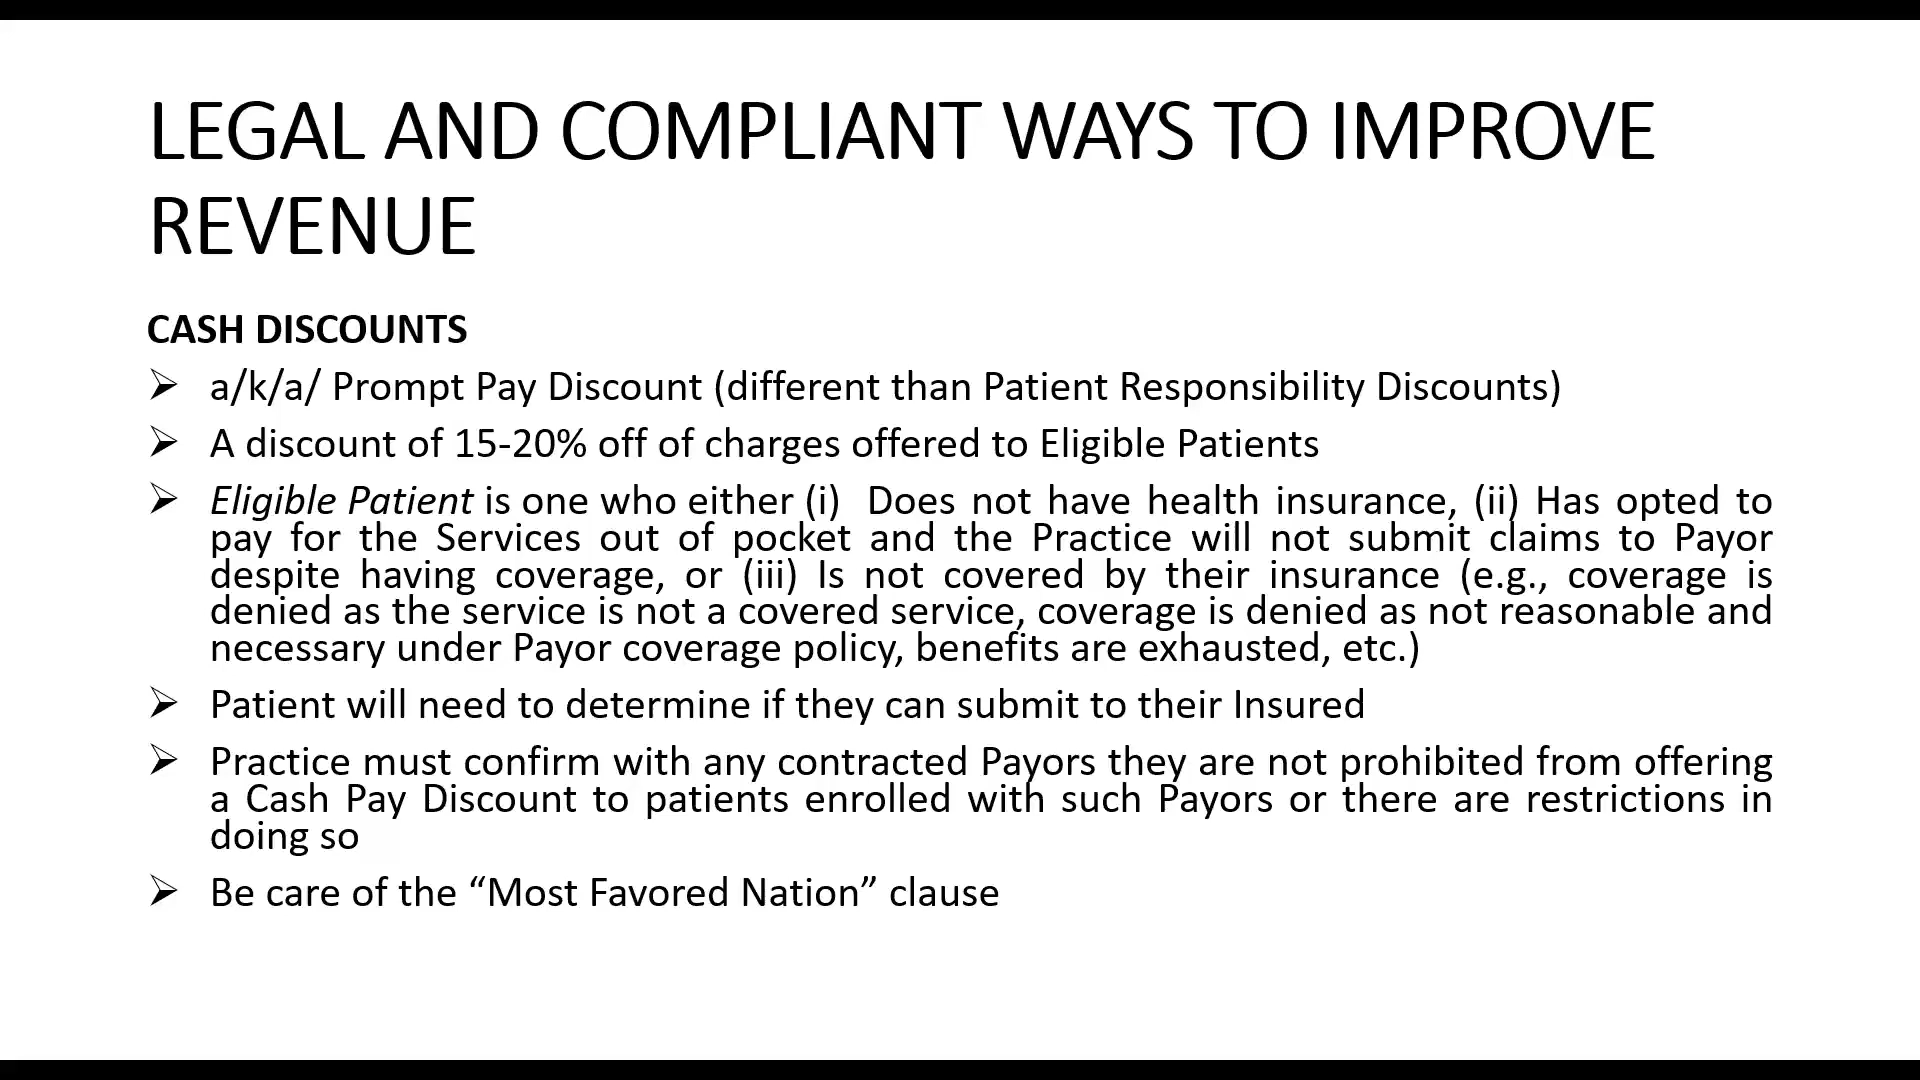 LEGAL AND COMPLIANT WAYS TO IMPROVE
REVENUE
CASH DISCOUNTS
➢ a/k/a/ Prompt Pay Discount (different than Patient Responsibility Discounts)
➢ A discount of 15-20% off of charges offered to Eligible Patients
➢ Eligible Patient is one who either (i) Does not have health insurance, (ii) Has opted to
pay for the Services out of pocket and the Practice will not submit claims to Payor
despite having coverage, or (iii) Is not covered by their insurance (e.g., coverage is
denied as the service is not a covered service, coverage is denied as not reasonable and
necessary under Payor coverage policy, benefits are exhausted, etc.)
➢ Patient will need to determine if they can submit to their Insured
➢ Practice must confirm with any contracted Payors they are not prohibited from offering
a Cash Pay Discount to patients enrolled with such Payors or there are restrictions in
doing so
➢ Be care of the “Most Favored Nation” clause